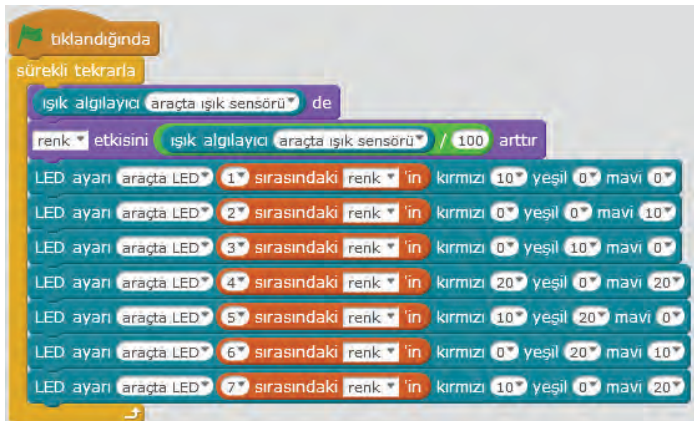 tıklandığında
sürekli tekrarla
ışık algılayıcı araçta ışık sensörü de
renk etkisini ışık algılayıcı araçta ışık sensörü / 100 arttır
LED ayarı araçta LED 1 sırasındaki renk 'in kırmızı 10 yeşil 0 mavi 0
LED ayarı araçta LED 2 sırasındaki renk 'in kırmızı 0 yeşil 0 mavi 10
LED ayarı araçta LED 3 sırasındaki renk 'in kırmızı 0 yeşil 10 mavi 0
LED ayarı araçta LED 4 sırasındaki renk 'in kırmızı 20 yeşil 0 mavi 20
LED ayarı araçta LED 5 sırasındaki renk 'in kırmızı 10 yeşil 20 mavi 0
LED ayarı araçta LED 6 sırasındaki renk 'in kırmızı 0 yeşil 20 mavi 10
LED ayarı araçta LED 7 sırasındaki renk 'in kırmızı 10 yeşil 0 mavi 20